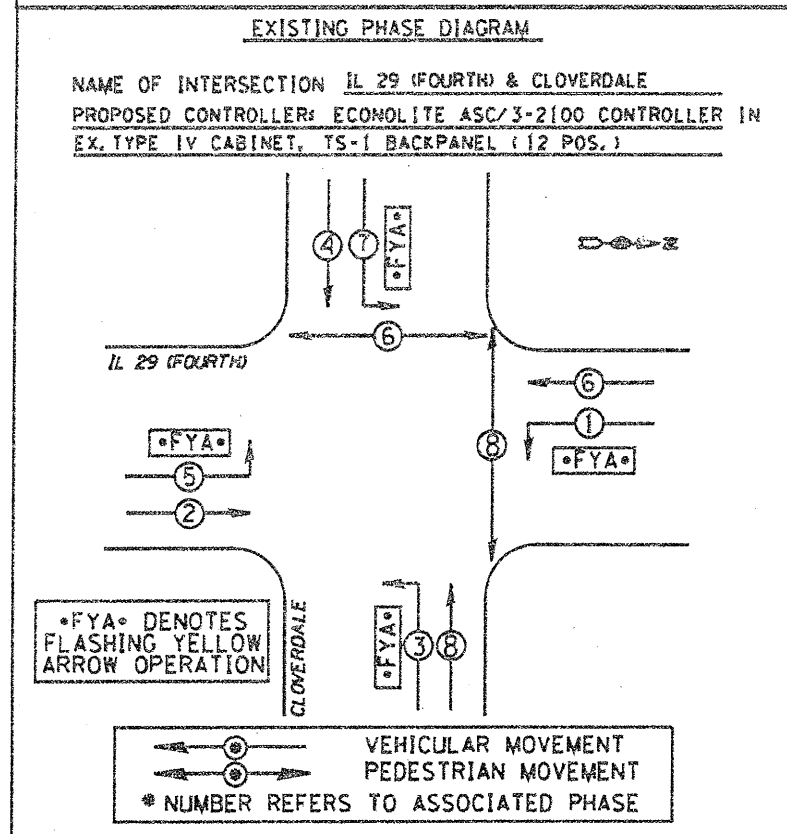 EXISTING PHASE DIAGRAM
NAME OF INTERSECTION IL 29 (FOURTH) & CLOVERDALE
PROPOSED CONTROLLER: ECONOLITE ASC/3-2100 CONTROLLER IN
EX. TYPE IV CABINET, TS-1 BACKPANEL (12 POS.)
4
7
*FYA*
N
6
IL 29 (FOURTH)
6
1
*FYA*
*FYA*
5
2
8
*FYA* DENOTES
FLASHING YELLOW
ARROW OPERATION
CLOVERDALE
*FYA*
3
8
* VEHICULAR MOVEMENT
* PEDESTRIAN MOVEMENT
* NUMBER REFERS TO ASSOCIATED PHASE